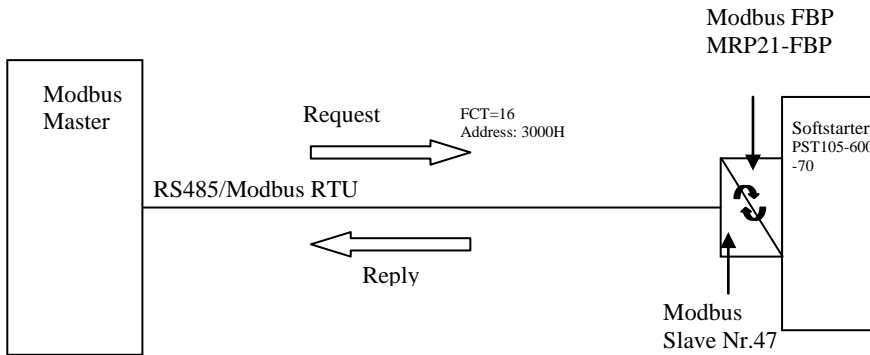 Modbus FBP
MRP21-FBP
Modbus
Master
Request
FCT=16
Address: 3000H
Softstarter
PST105-600
-70
RS485/Modbus RTU
Reply
Modbus
Slave Nr.47